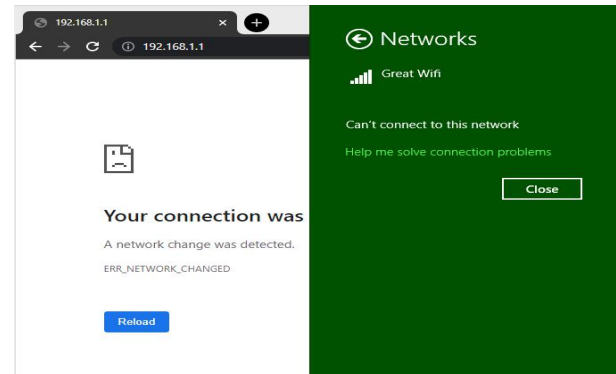 192.168.1.1
192.168.1.1
Your connection was
A network change was detected.
ERR_NETWORK_CHANGED
Reload
Networks
Great Wifi
Can't connect to this network
Help me solve connection problems
Close